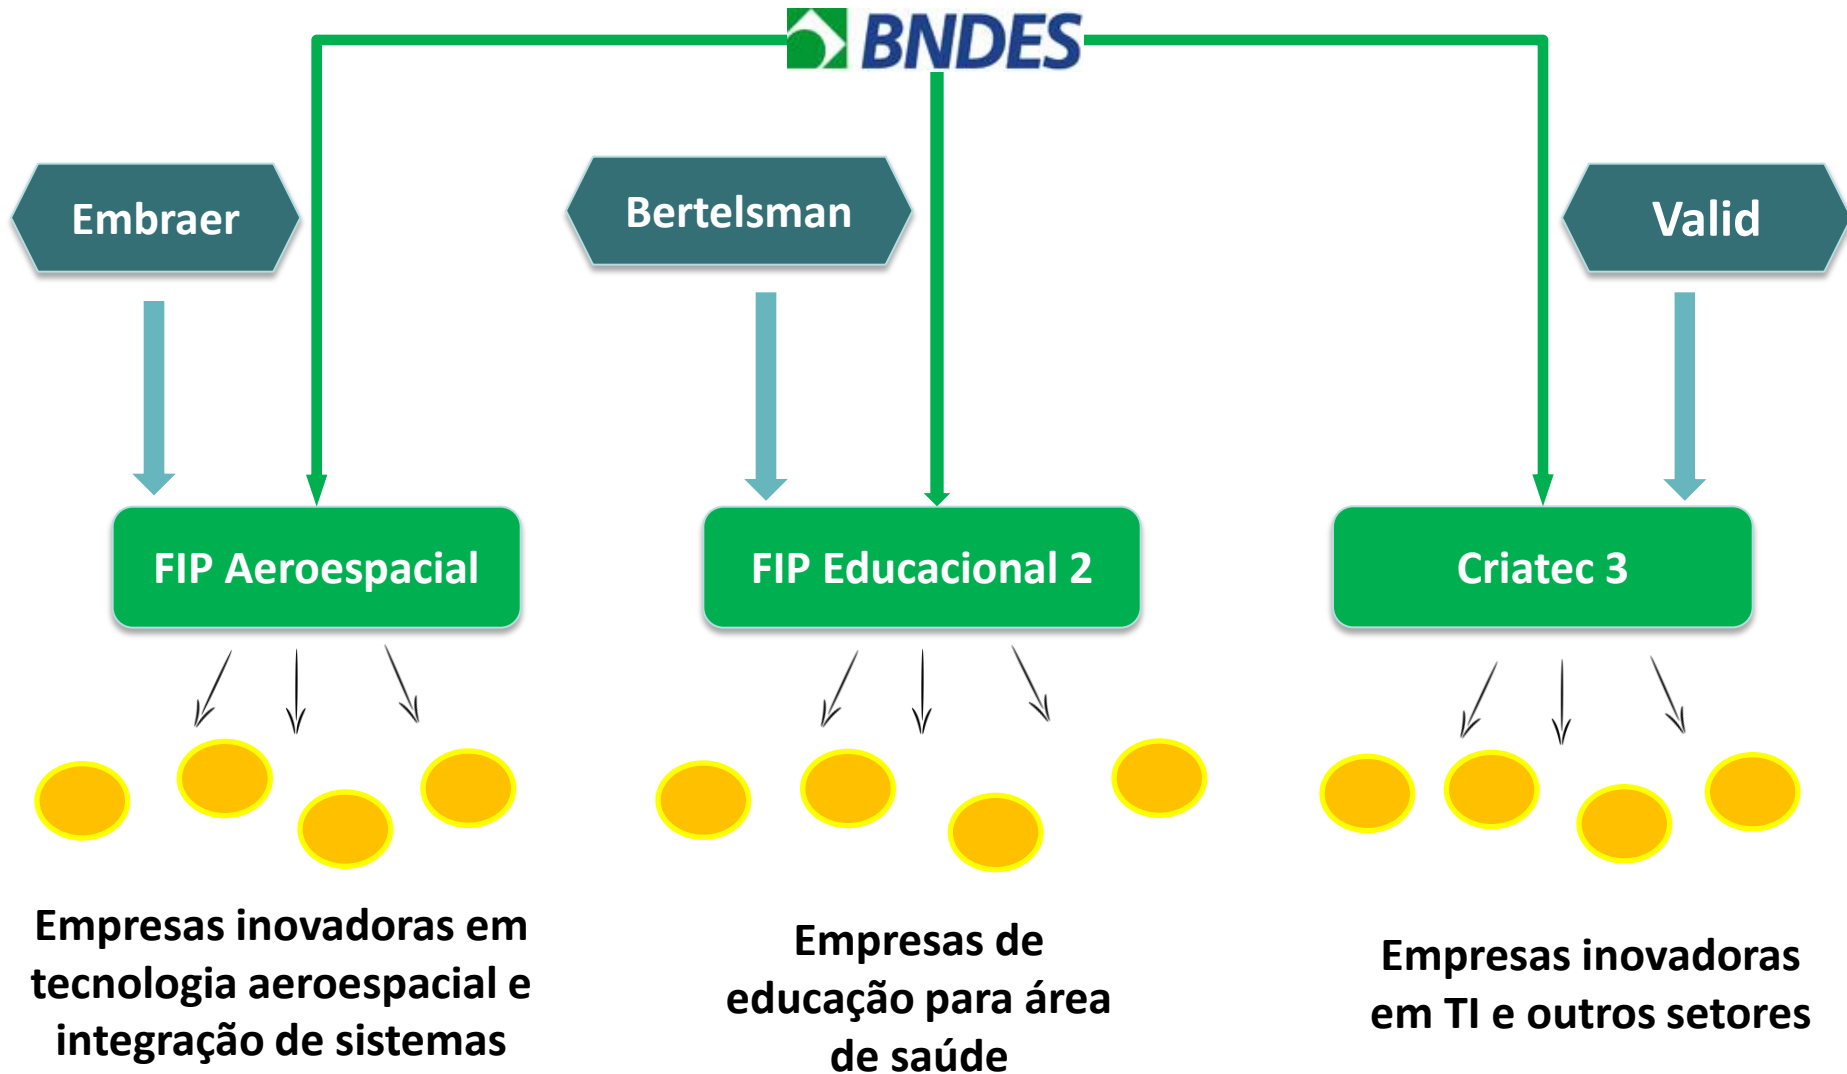 BNDES
Embraer
Bertelsman
Valid
FIP Aeroespacial
FIP Educacional 2
Criatec 3
Empresas inovadoras em
tecnologia aeroespacial e
integração de sistemas
Empresas de
educação para área
de saúde
Empresas inovadoras
em TI e outros setores